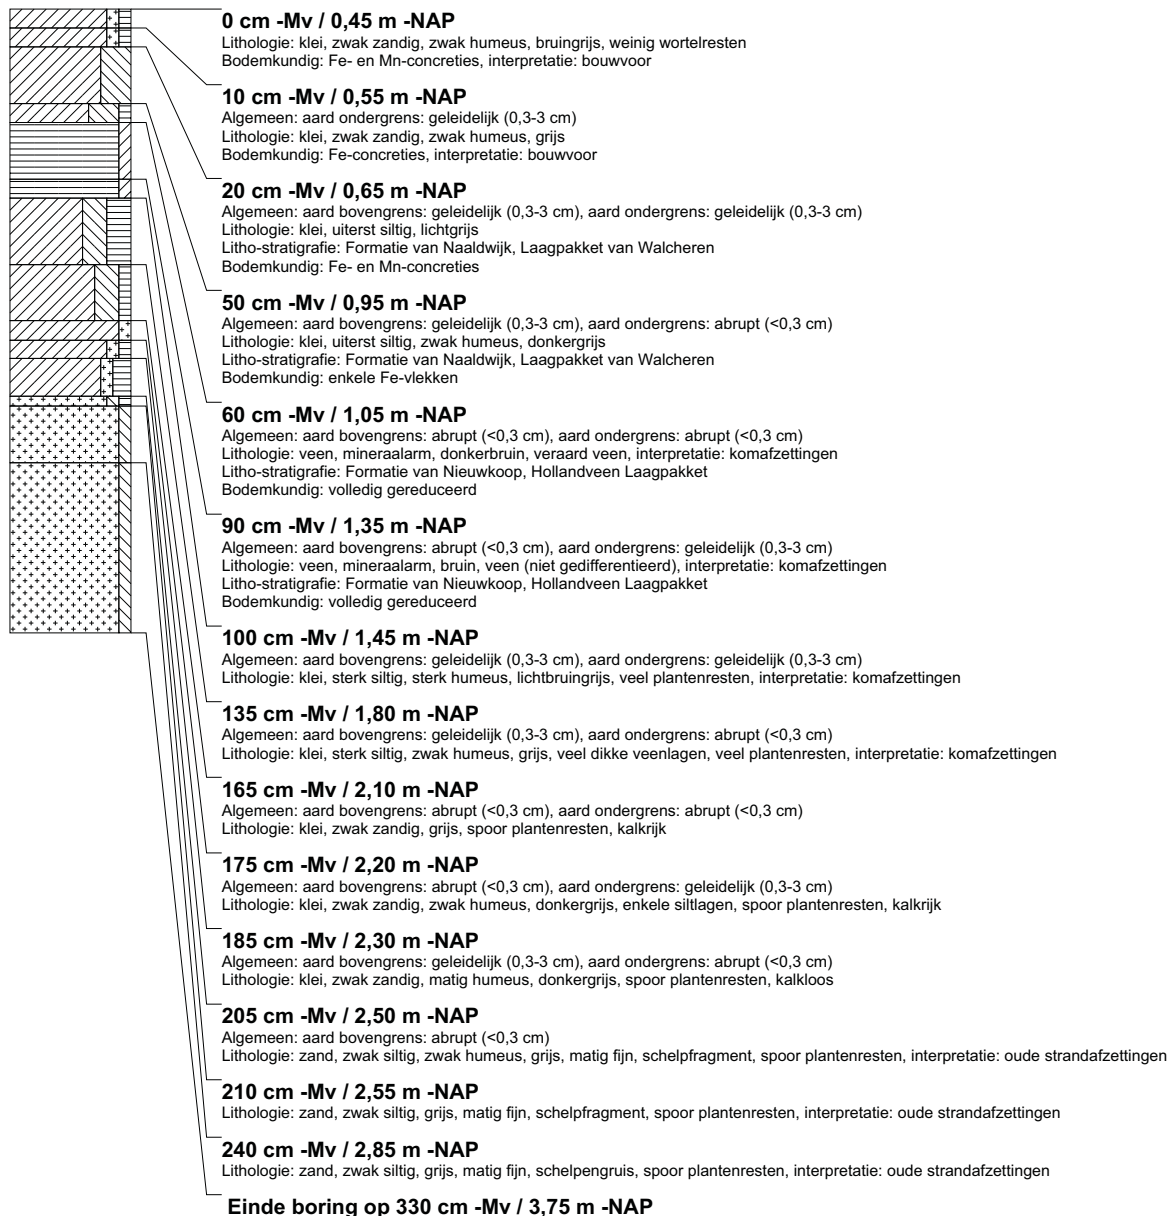 0 cm -Mv / 0,45 m -NAP
Lithologie: klei, zwak zandig, zwak humeus, bruingrijs, weinig wortelresten
Bodemkundig: Fe- en Mn-concreties, interpretatie: bouwvoor
10 cm -Mv / 0,55 m -NAP
Algemeen: aard ondergrens: geleidelijk (0,3-3 cm)
Lithologie: klei, zwak zandig, zwak humeus, grijs
Bodemkundig: Fe-concreties, interpretatie: bouwvoor
20 cm -Mv / 0,65 m -NAP
Algemeen: aard bovengrens: geleidelijk (0,3-3 cm), aard ondergrens: geleidelijk (0,3-3 cm)
Lithologie: klei, uiterst siltig, lichtgrijs
Litho-stratigrafie: Formatie van Naaldwijk, Laagpakket van Walcheren
Bodemkundig: Fe- en Mn-concreties
50 cm -Mv / 0,95 m -NAP
Algemeen: aard bovengrens: geleidelijk (0,3-3 cm), aard ondergrens: abrupt (<0,3 cm)
Lithologie: klei, uiterst siltig, zwak humeus, donkergrijs
Litho-stratigrafie: Formatie van Naaldwijk, Laagpakket van Walcheren
Bodemkundig: enkele Fe-vlekken
60 cm -Mv / 1,05 m -NAP
Algemeen: aard bovengrens: abrupt (<0,3 cm), aard ondergrens: abrupt (<0,3 cm)
Lithologie: veen, mineraalarm, donkerbruin, veraard veen, interpretatie: komafzettingen
Litho-stratigrafie: Formatie van Nieuwkoop, Hollandveen Laagpakket
Bodemkundig: volledig gereduceerd
90 cm -Mv / 1,35 m -NAP
Algemeen: aard bovengrens: abrupt (<0,3 cm), aard ondergrens: geleidelijk (0,3-3 cm)
Lithologie: veen, mineraalarm, bruin, veen (niet gedifferentieerd), interpretatie: komafzettingen
Litho-stratigrafie: Formatie van Nieuwkoop, Hollandveen Laagpakket
Bodemkundig: volledig gereduceerd
100 cm -Mv / 1,45 m -NAP
Algemeen: aard bovengrens: geleidelijk (0,3-3 cm), aard ondergrens: geleidelijk (0,3-3 cm)
Lithologie: klei, sterk siltig, sterk humeus, lichtbruingrijs, veel plantenresten, interpretatie: komafzettingen
135 cm -Mv / 1,80 m -NAP
Algemeen: aard bovengrens: geleidelijk (0,3-3 cm), aard ondergrens: abrupt (<0,3 cm)
Lithologie: klei, sterk siltig, zwak humeus, grijs, veel dikke veenlagen, veel plantenresten, interpretatie: komafzettingen
165 cm -Mv / 2,10 m -NAP
Algemeen: aard bovengrens: abrupt (<0,3 cm), aard ondergrens: abrupt (<0,3 cm)
Lithologie: klei, zwak zandig, grijs, spoor plantenresten, kalkrijk
175 cm -Mv / 2,20 m -NAP
Algemeen: aard bovengrens: abrupt (<0,3 cm), aard ondergrens: geleidelijk (0,3-3 cm)
Lithologie: klei, zwak zandig, zwak humeus, donkergrijs, enkele siltlagen, spoor plantenresten, kalkrijk
185 cm -Mv / 2,30 m -NAP
Algemeen: aard bovengrens: geleidelijk (0,3-3 cm), aard ondergrens: abrupt (<0,3 cm)
Lithologie: klei, zwak zandig, matig humeus, donkergrijs, spoor plantenresten, kalkloos
205 cm -Mv / 2,50 m -NAP
Algemeen: aard bovengrens: abrupt (<0,3 cm)
Lithologie: zand, zwak siltig, zwak humeus, grijs, matig fijn, schelpfragment, spoor plantenresten, interpretatie: oude strandafzettingen
210 cm -Mv / 2,55 m -NAP
Lithologie: zand, zwak siltig, grijs, matig fijn, schelpfragment, spoor plantenresten, interpretatie: oude strandafzettingen
240 cm -Mv / 2,85 m -NAP
Lithologie: zand, zwak siltig, grijs, matig fijn, schelpengruis, spoor plantenresten, interpretatie: oude strandafzettingen
Einde boring op 330 cm -Mv / 3,75 m -NAP